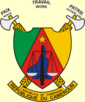 PAIX
TRAVAIL
WORK
PATRIE
REPUBLIQUE DU CAMEROUN